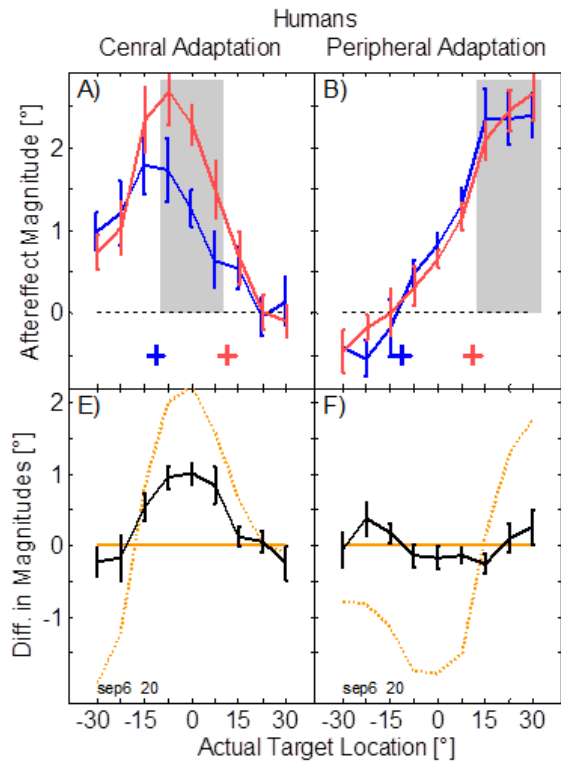 Humans
Cenral Adaptation
Peripheral Adaptation
A)
B)
Aftereffect Magnitude [°]
2
1
0
E)
F)
Diff. in Magnitudes [°]
2
1
0
-1
sep6 20
sep6 20
-30 -15 0 15 -30 -15 0 15 30
Actual Target Location [°]